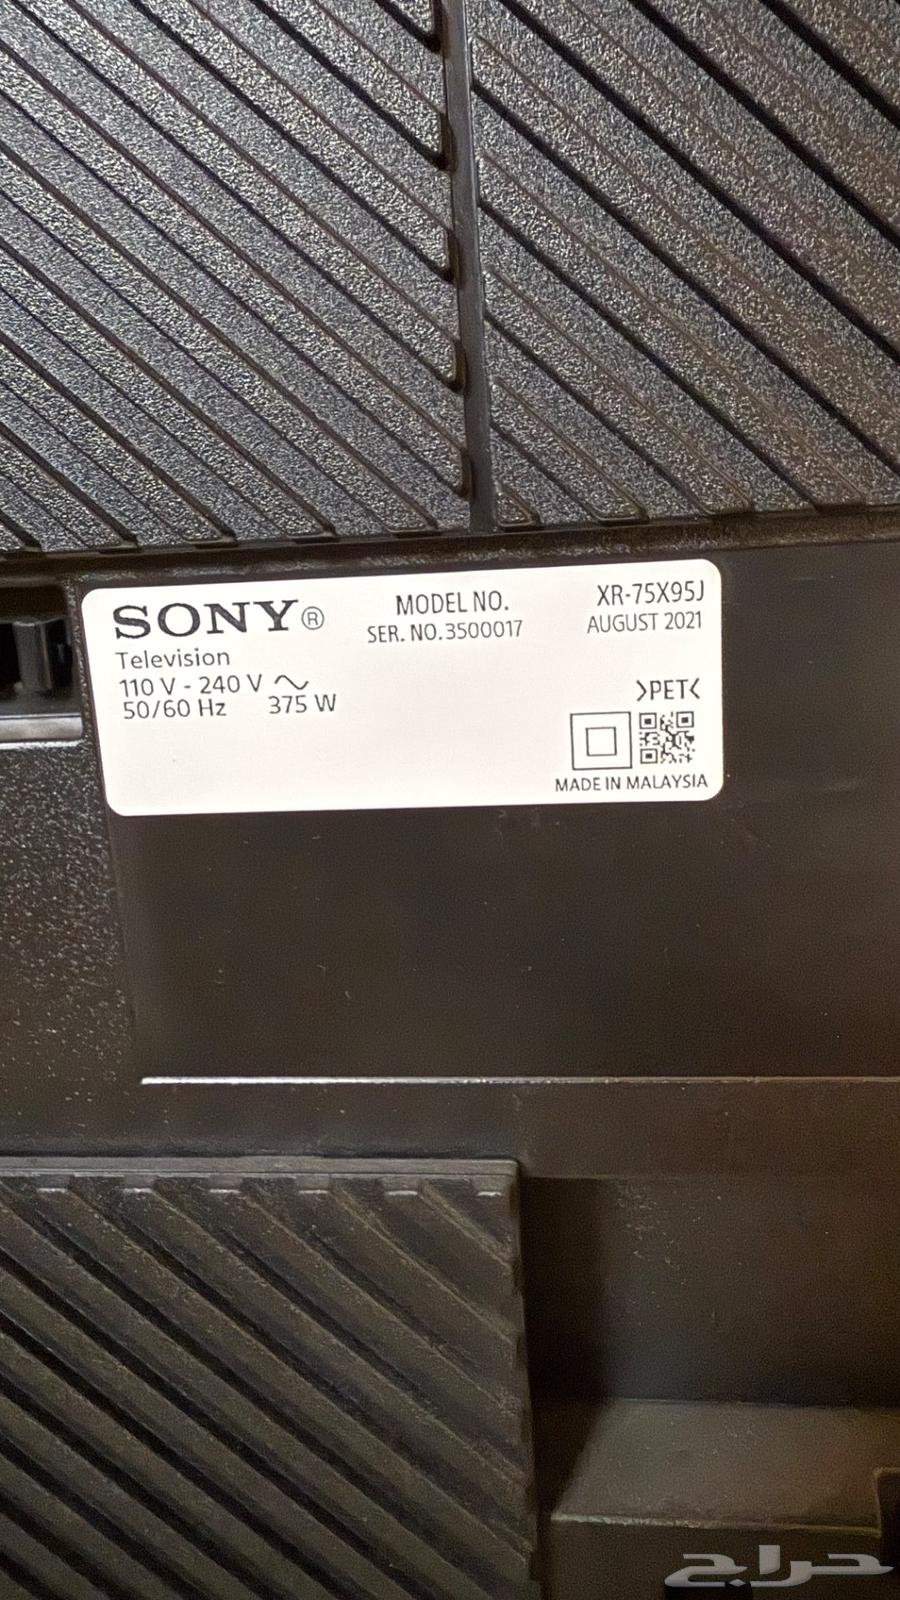 SONY® MODEL NO. XR-75X95J
SER. NO.3500017 AUGUST 2021
Television
110 V - 240 V ~
50/60 Hz 375 W
>PET<
MADE IN MALAYSIA
حراج